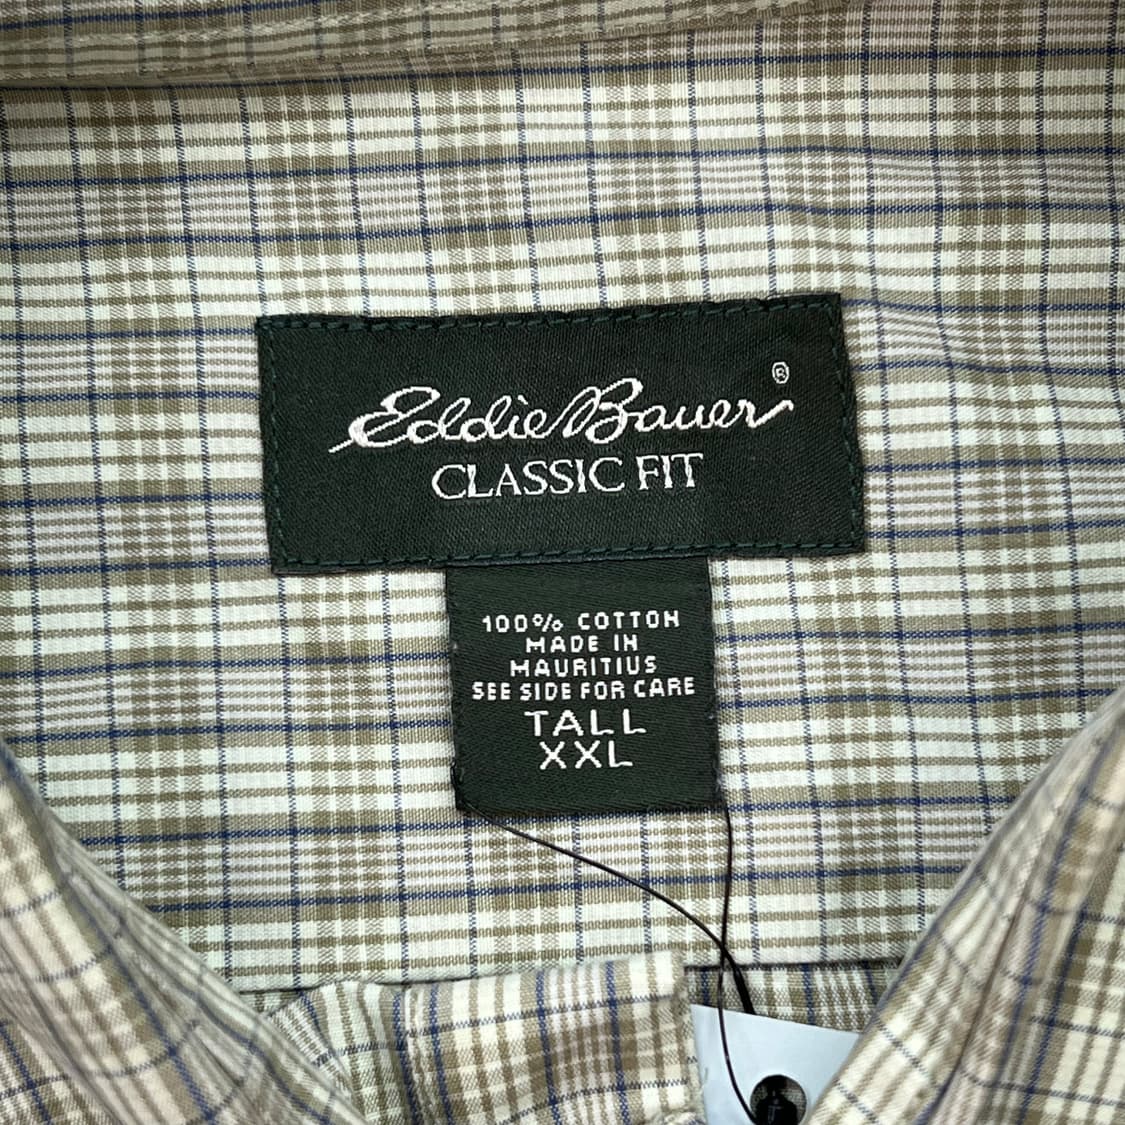 Eddie Bauer ®
CLASSIC FIT
100% COTTON
MADE IN
MAURITIUS
SEE SIDE FOR CARE
TALL
XXL